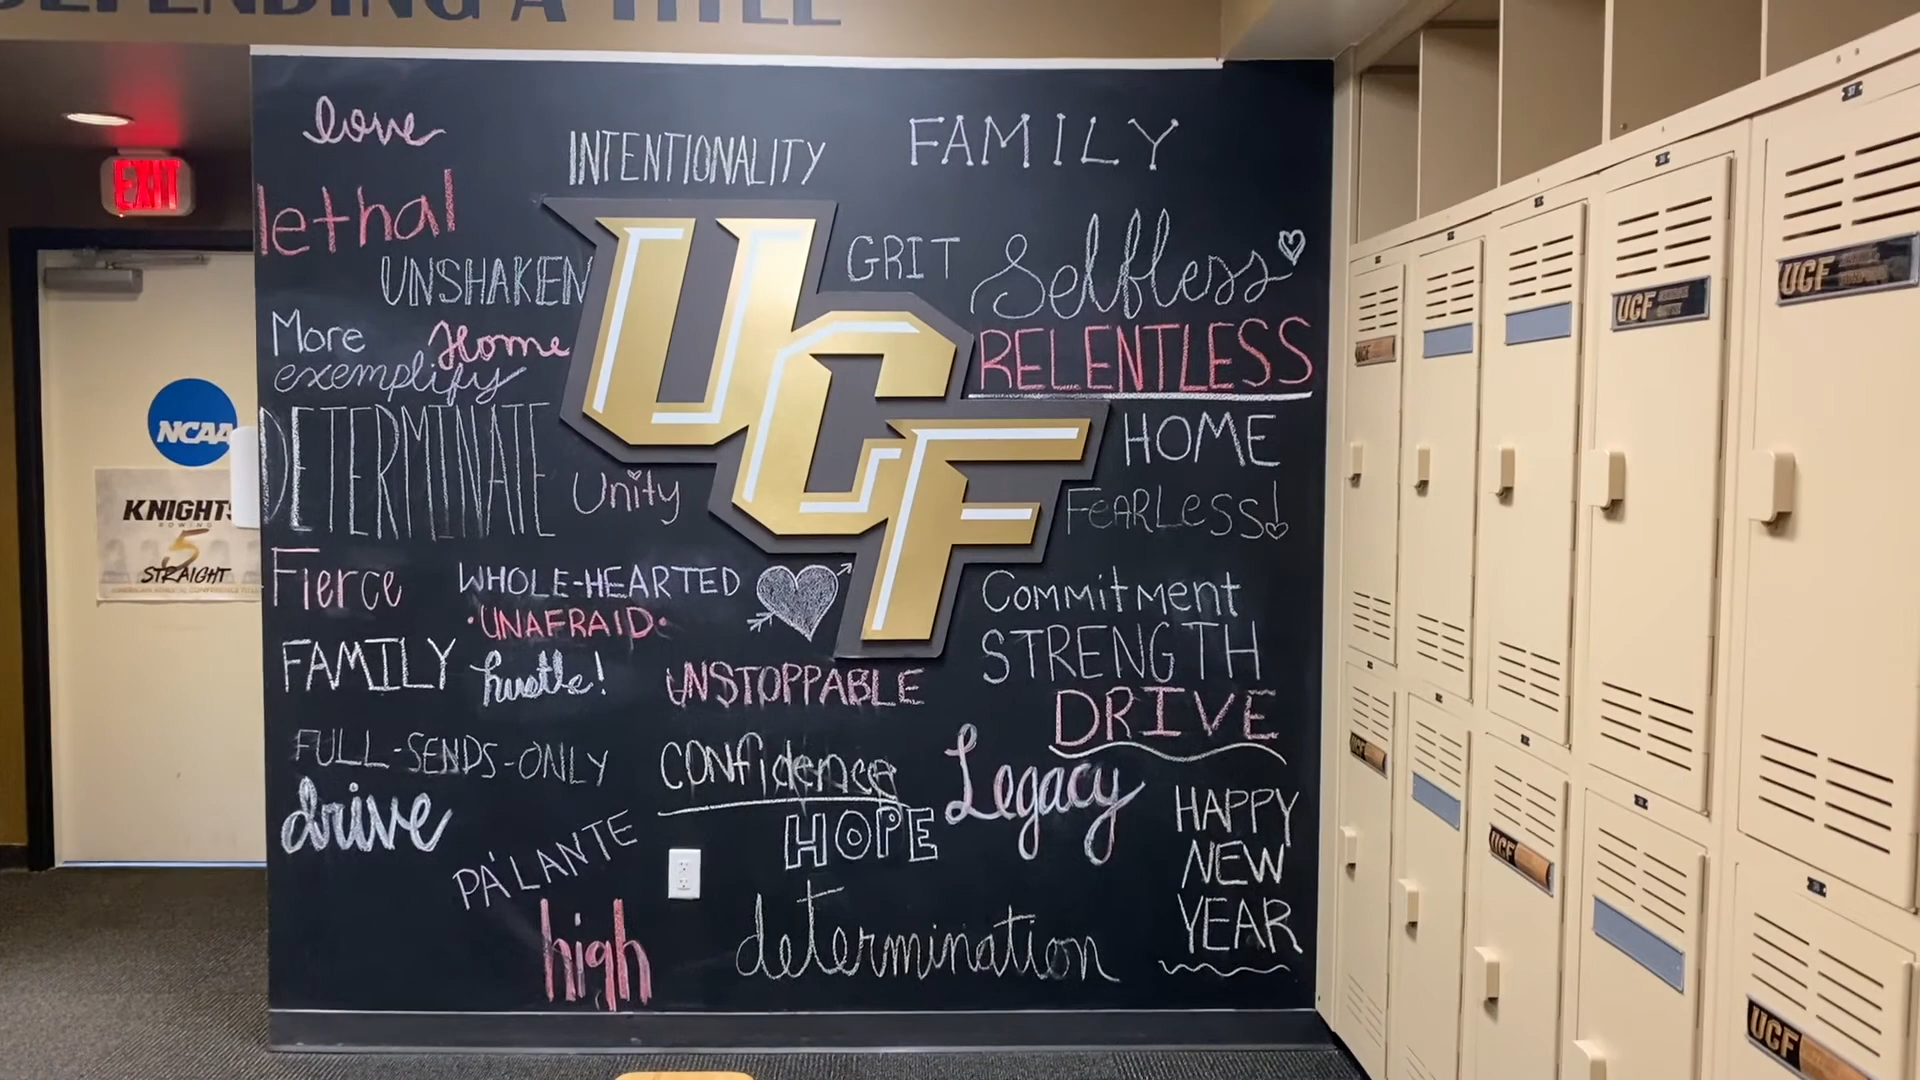 DEFENDING A TITLE
EXIT
NCAA
KNIGHTS
ROWING
5
STRAIGHT
love
INTENTIONALITY
FAMILY
lethal
UNSHAKEN
GRIT
Selfless
More
Home
exemplify
RELENTLESS
DETERMINATE
Unity
UCF
HOME
FEARLESS!
Fierce
WHOLE-HEARTED
•UNAFRAID•
Commitment
FAMILY
hustle!
UNSTOPPABLE
STRENGTH
DRIVE
FULL-SENDS-ONLY
confidence
Legacy
drive
PA'LANTE
HOPE
HAPPY
NEW
YEAR
high
determination
UCF
UCF
UCF
UCF
UCF
UCF